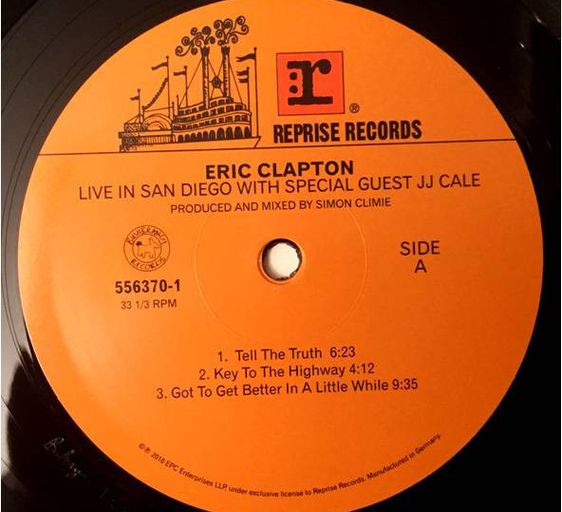 r
®
REPRISE RECORDS
ERIC CLAPTON
LIVE IN SAN DIEGO WITH SPECIAL GUEST JJ CALE
PRODUCED AND MIXED BY SIMON CLIMIE
BUSHBRANCH
RECORDS
556370-1
33 1/3 RPM
SIDE
A
1. Tell The Truth 6:23
2. Key To The Highway 4:12
3. Got To Get Better In A Little While 9:35
℗© 2016 EPC Enterprises LLP, under exclusive license to Reprise Records. Manufactured in Germany.